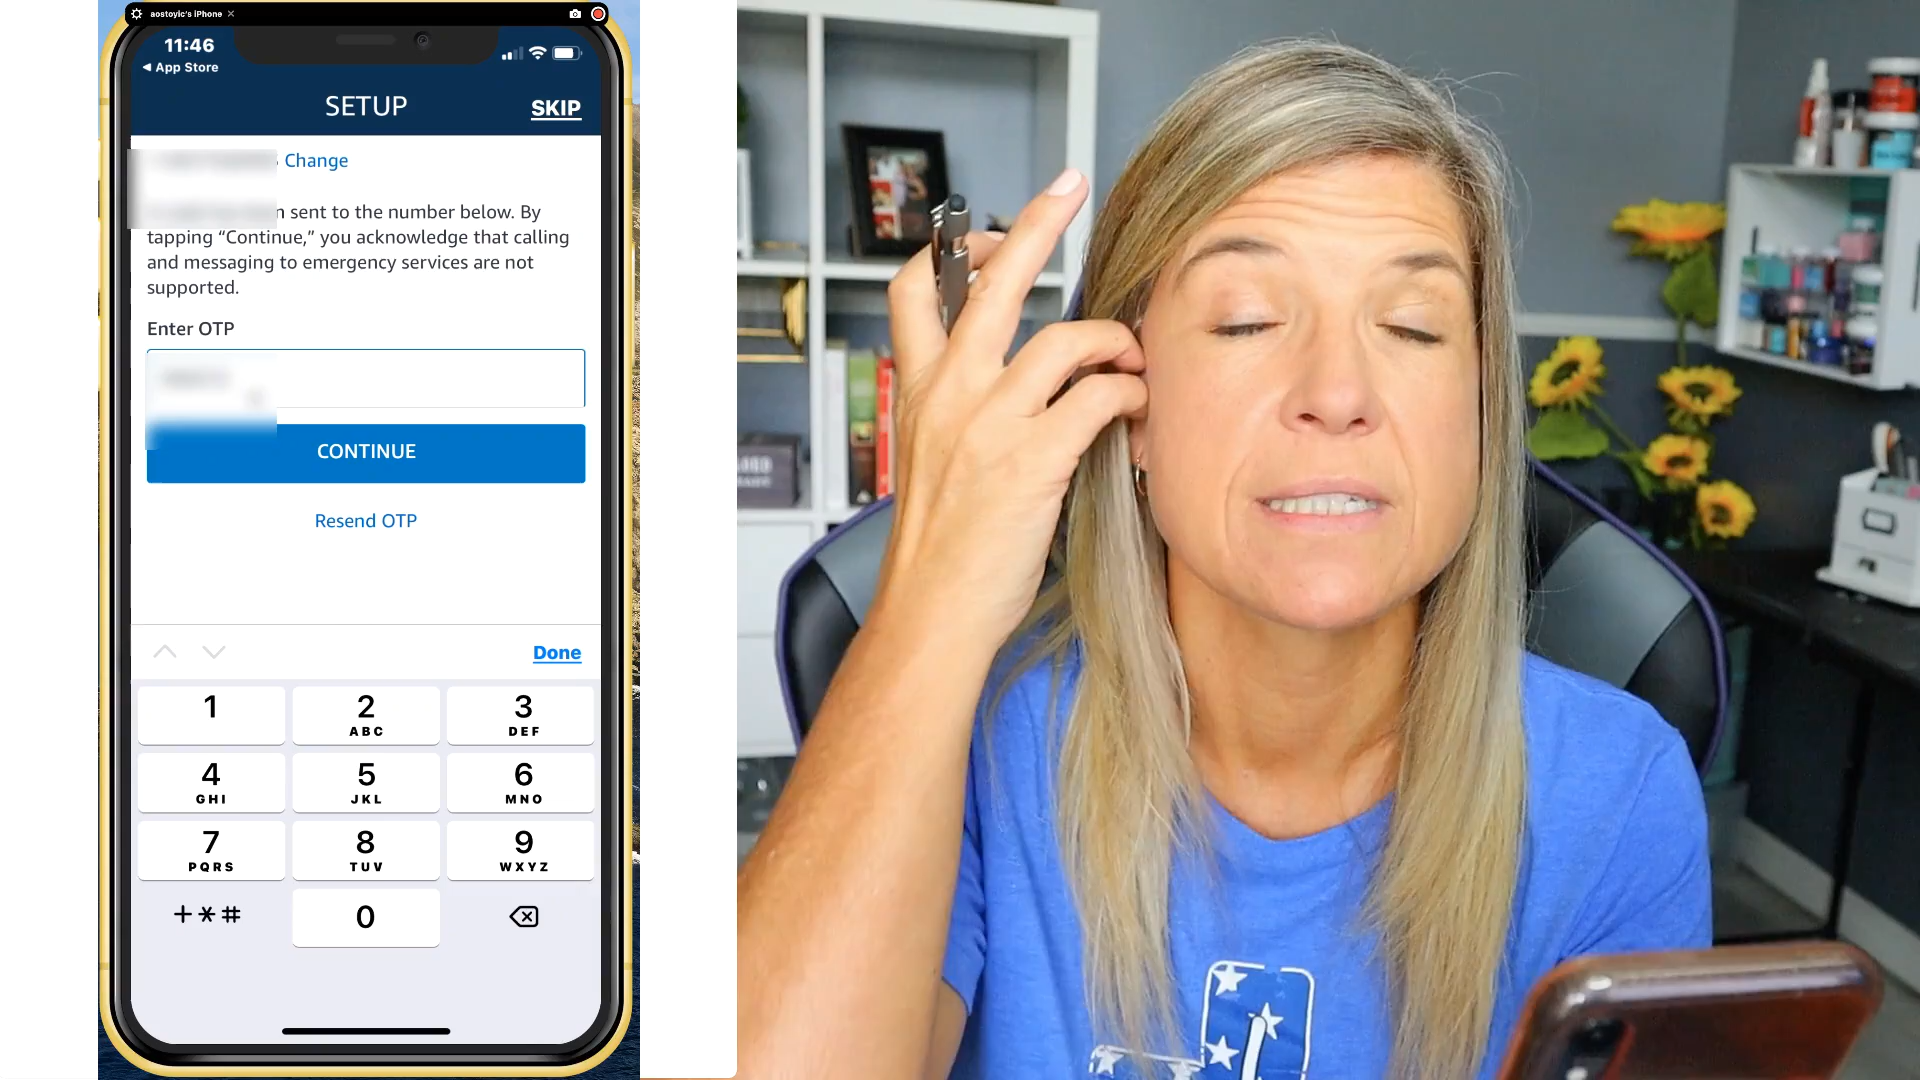 aostoyic's iPhone
11:46
App Store
SETUP
SKIP
Change
sent to the number below. By
tapping “Continue,” you acknowledge that calling
and messaging to emergency services are not
supported.
Enter OTP
CONTINUE
Resend OTP
Done
1
2
ABC
3
DEF
4
GHI
5
JKL
6
MNO
7
PQRS
8
TUV
9
WXYZ
+*#
0